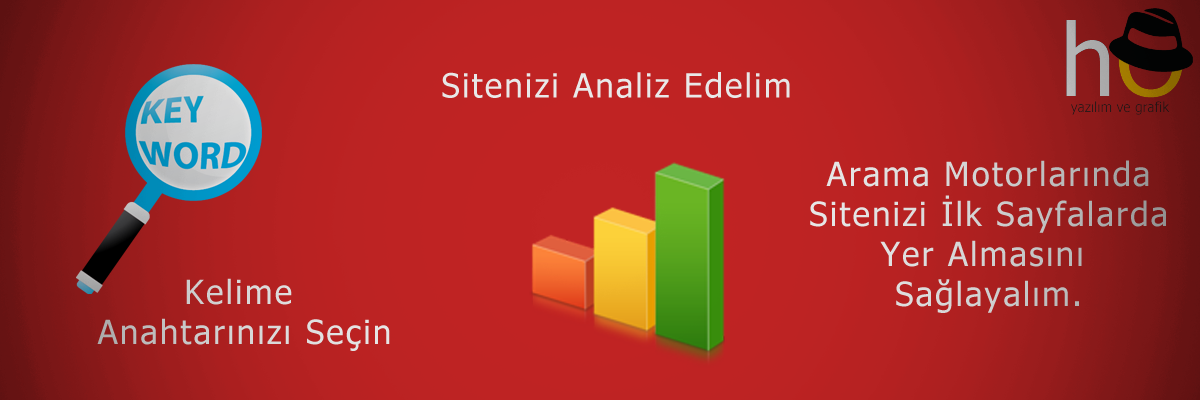 KEY
WORD
Kelime
Anahtarınızı Seçin
Sitenizi Analiz Edelim
Arama Motorlarında
Sitenizi İlk Sayfalarda
Yer Almasını
Sağlayalım.
ho
yazılım ve grafik